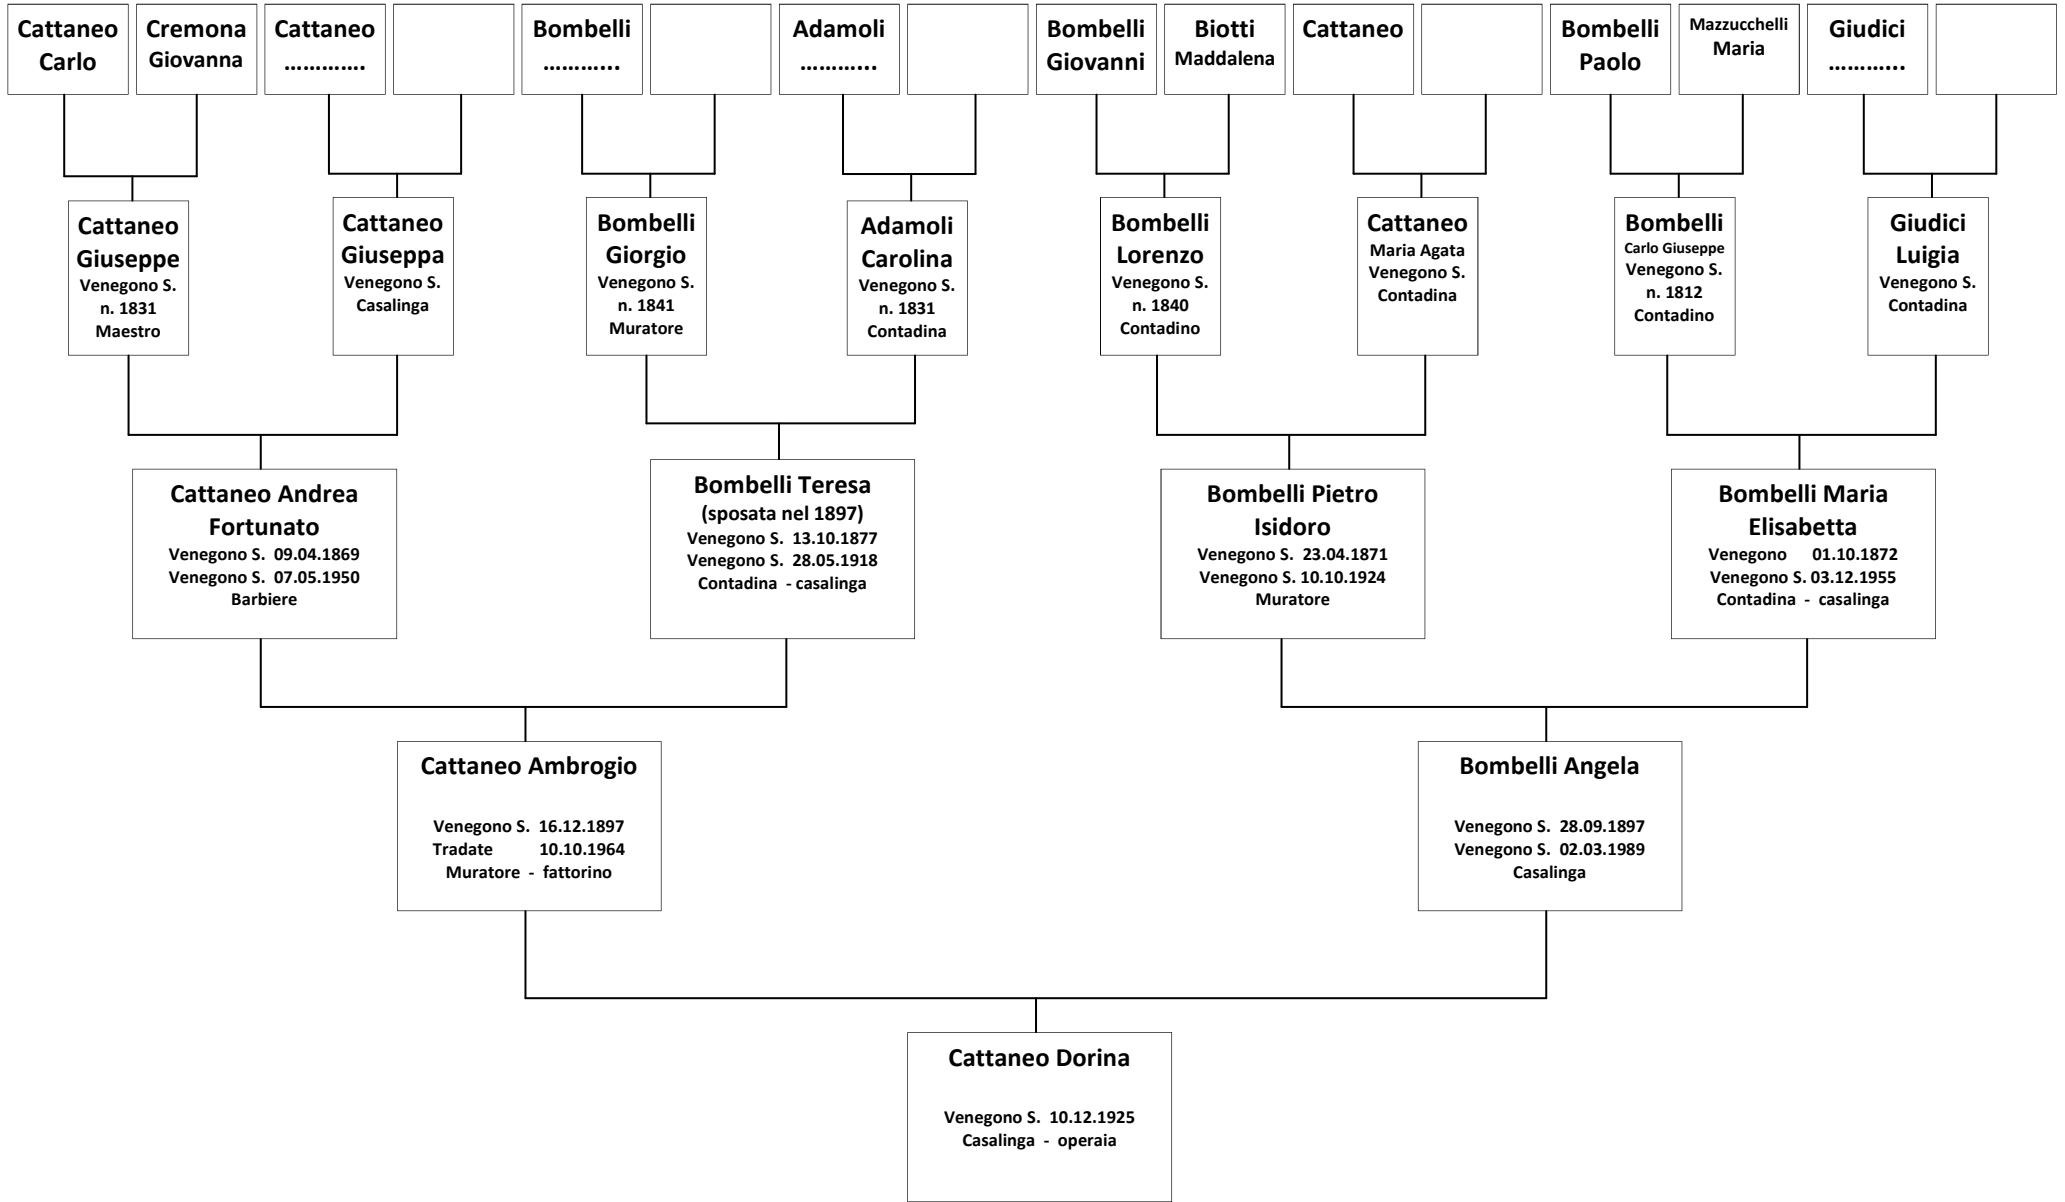 Cattaneo
Carlo
Cremona
Giovanna
Cattaneo
………….
Bombelli
………...
Adamoli
………...
Bombelli
Giovanni
Biotti
Maddalena
Cattaneo
Bombelli
Paolo
Mazzucchelli
Maria
Giudici
………...
Cattaneo
Giuseppe
Venegono S.
n. 1831
Maestro
Cattaneo
Giuseppa
Venegono S.
Casalinga
Bombelli
Giorgio
Venegono S.
n. 1841
Muratore
Adamoli
Carolina
Venegono S.
n. 1831
Contadina
Bombelli
Lorenzo
Venegono S.
n. 1840
Contadino
Cattaneo
Maria Agata
Venegono S.
Contadina
Bombelli
Carlo Giuseppe
Venegono S.
n. 1812
Contadino
Giudici
Luigia
Venegono S.
Contadina
Cattaneo Andrea
Fortunato
Venegono S. 09.04.1869
Venegono S. 07.05.1950
Barbiere
Bombelli Teresa
(sposata nel 1897)
Venegono S. 13.10.1877
Venegono S. 28.05.1918
Contadina - casalinga
Bombelli Pietro
Isidoro
Venegono S. 23.04.1871
Venegono S. 10.10.1924
Muratore
Bombelli Maria
Elisabetta
Venegono 01.10.1872
Venegono S. 03.12.1955
Contadina - casalinga
Cattaneo Ambrogio
Venegono S. 16.12.1897
Tradate 10.10.1964
Muratore - fattorino
Bombelli Angela
Venegono S. 28.09.1897
Venegono S. 02.03.1989
Casalinga
Cattaneo Dorina
Venegono S. 10.12.1925
Casalinga - operaia